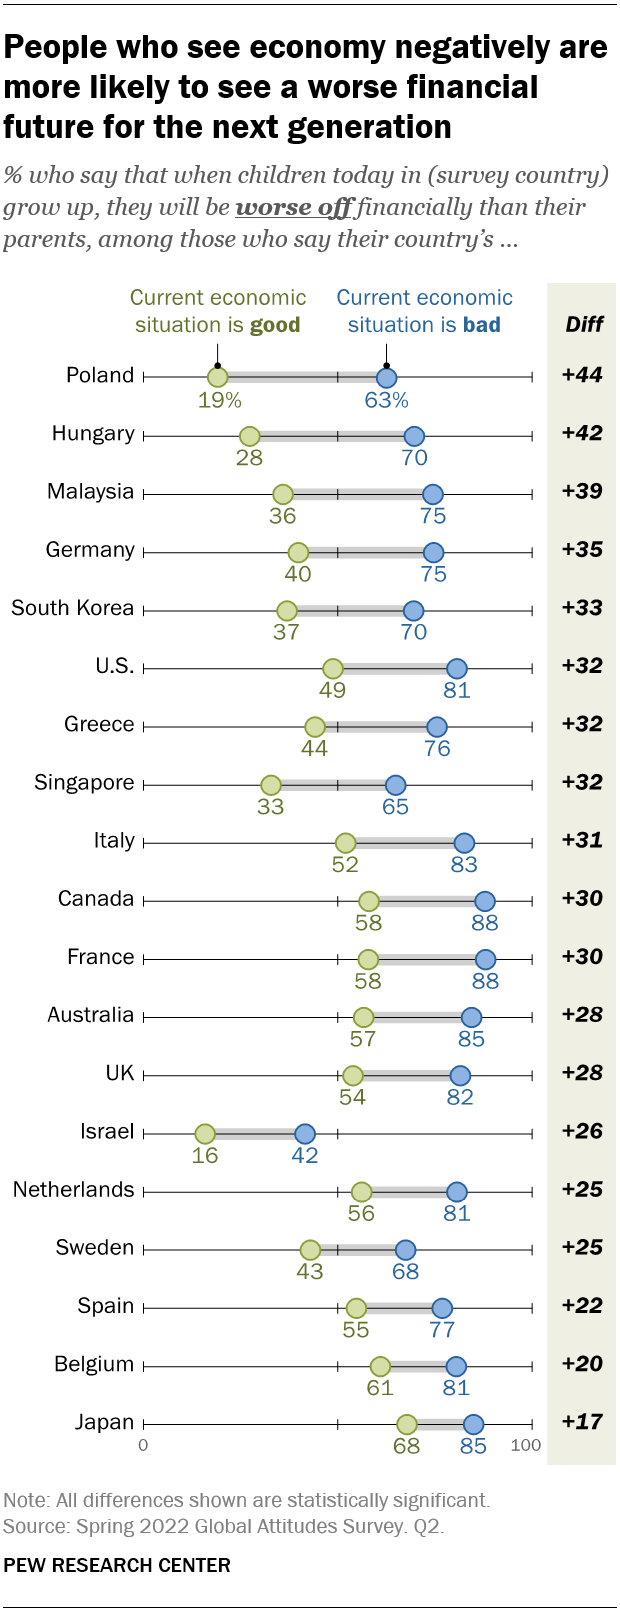 People who see economy negatively are
more likely to see a worse financial
future for the next generation
% who say that when children today in (survey country)
grow up, they will be worse off financially than their
parents, among those who say their country’s ...
Current economic
situation is good
Current economic
situation is bad
Diff
Poland
19%
63%
+44
Hungary
28
70
+42
Malaysia
36
75
+39
Germany
40
75
+35
South Korea
37
70
+33
U.S.
49
81
+32
Greece
44
76
+32
Singapore
33
65
+32
Italy
52
83
+31
Canada
58
88
+30
France
58
88
+30
Australia
57
85
+28
UK
54
82
+28
Israel
16
42
+26
Netherlands
56
81
+25
Sweden
43
68
+25
Spain
55
77
+22
Belgium
61
81
+20
Japan
68
85
+17
0
100
Note: All differences shown are statistically significant.
Source: Spring 2022 Global Attitudes Survey. Q2.
PEW RESEARCH CENTER